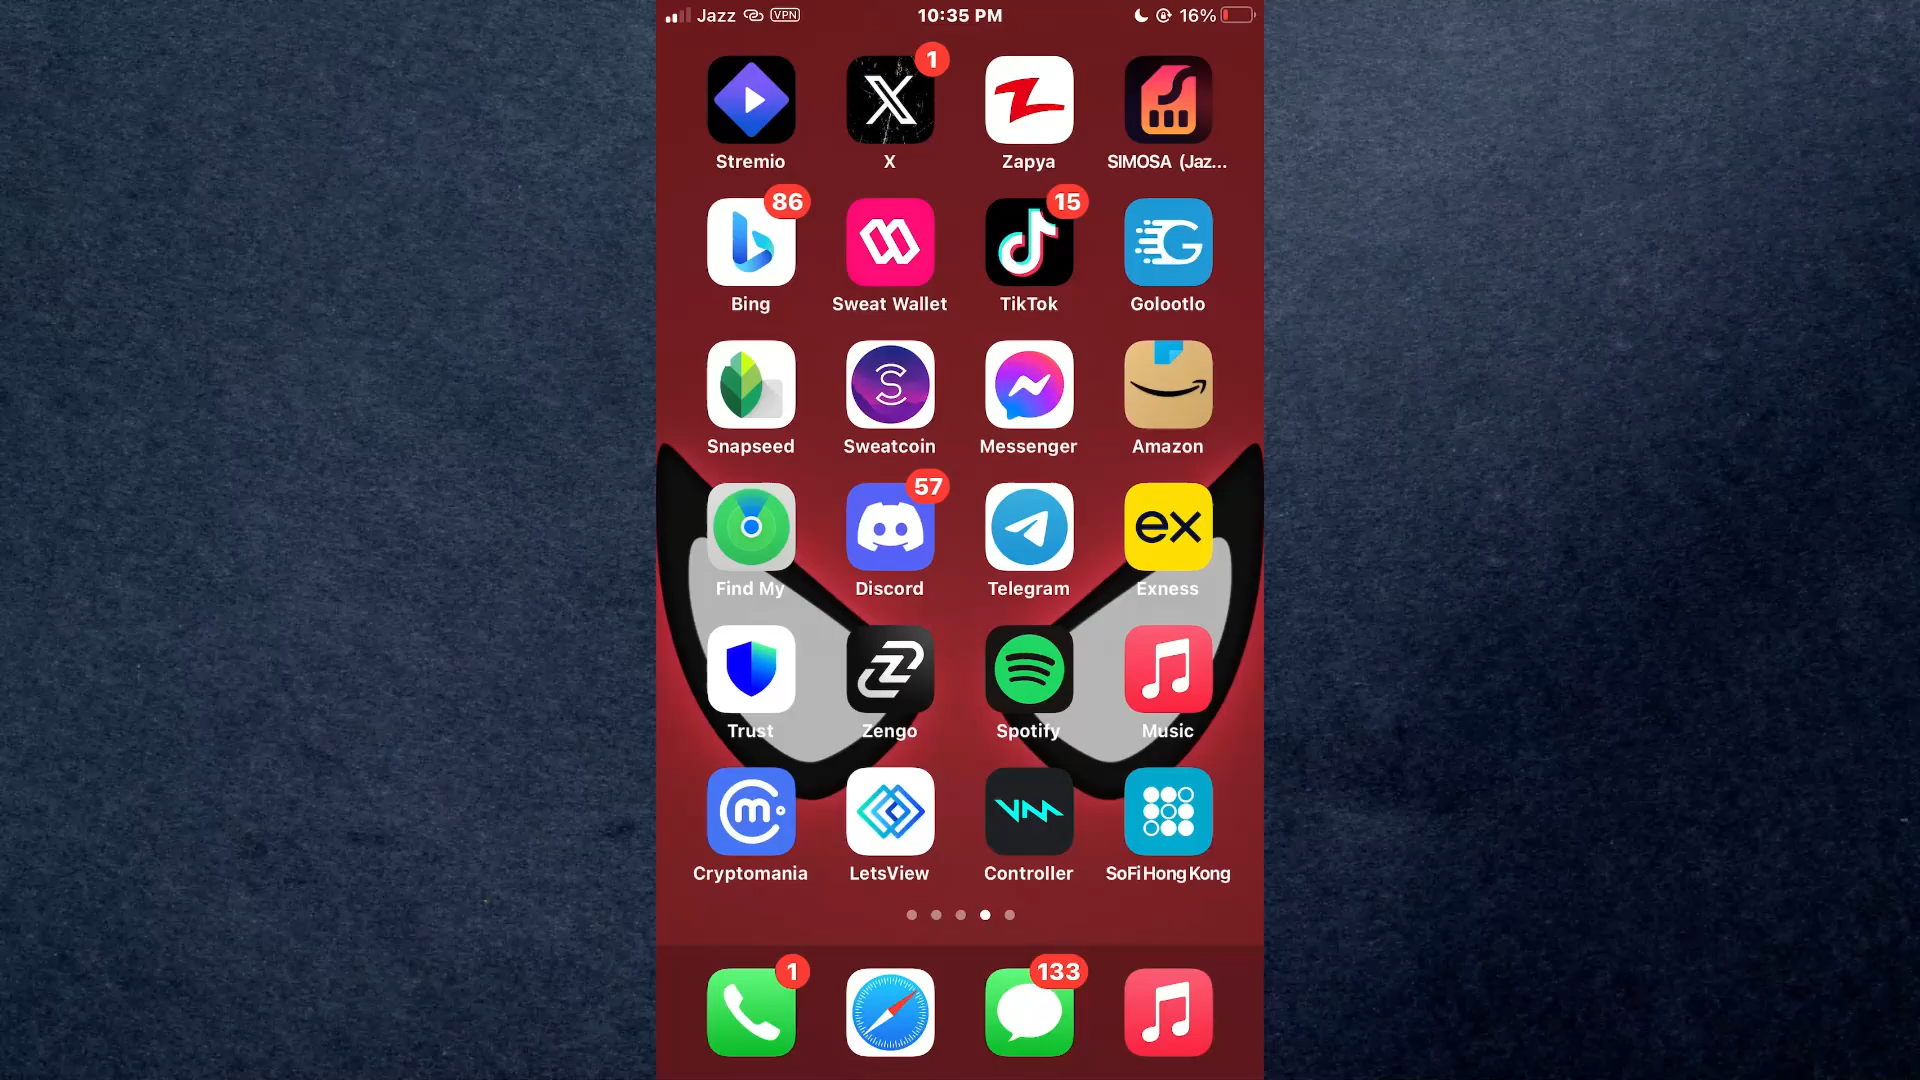 Jazz VPN 10:35 PM 16%
1
Stremio X Zapya SIMOSA (Jaz...
86 15
Bing Sweat Wallet TikTok Golootlo
Snapseed Sweatcoin Messenger Amazon
57
ex
Find My Discord Telegram Exness
Trust Zengo Spotify Music
Cryptomania LetsView Controller SoFi Hong Kong
1 133